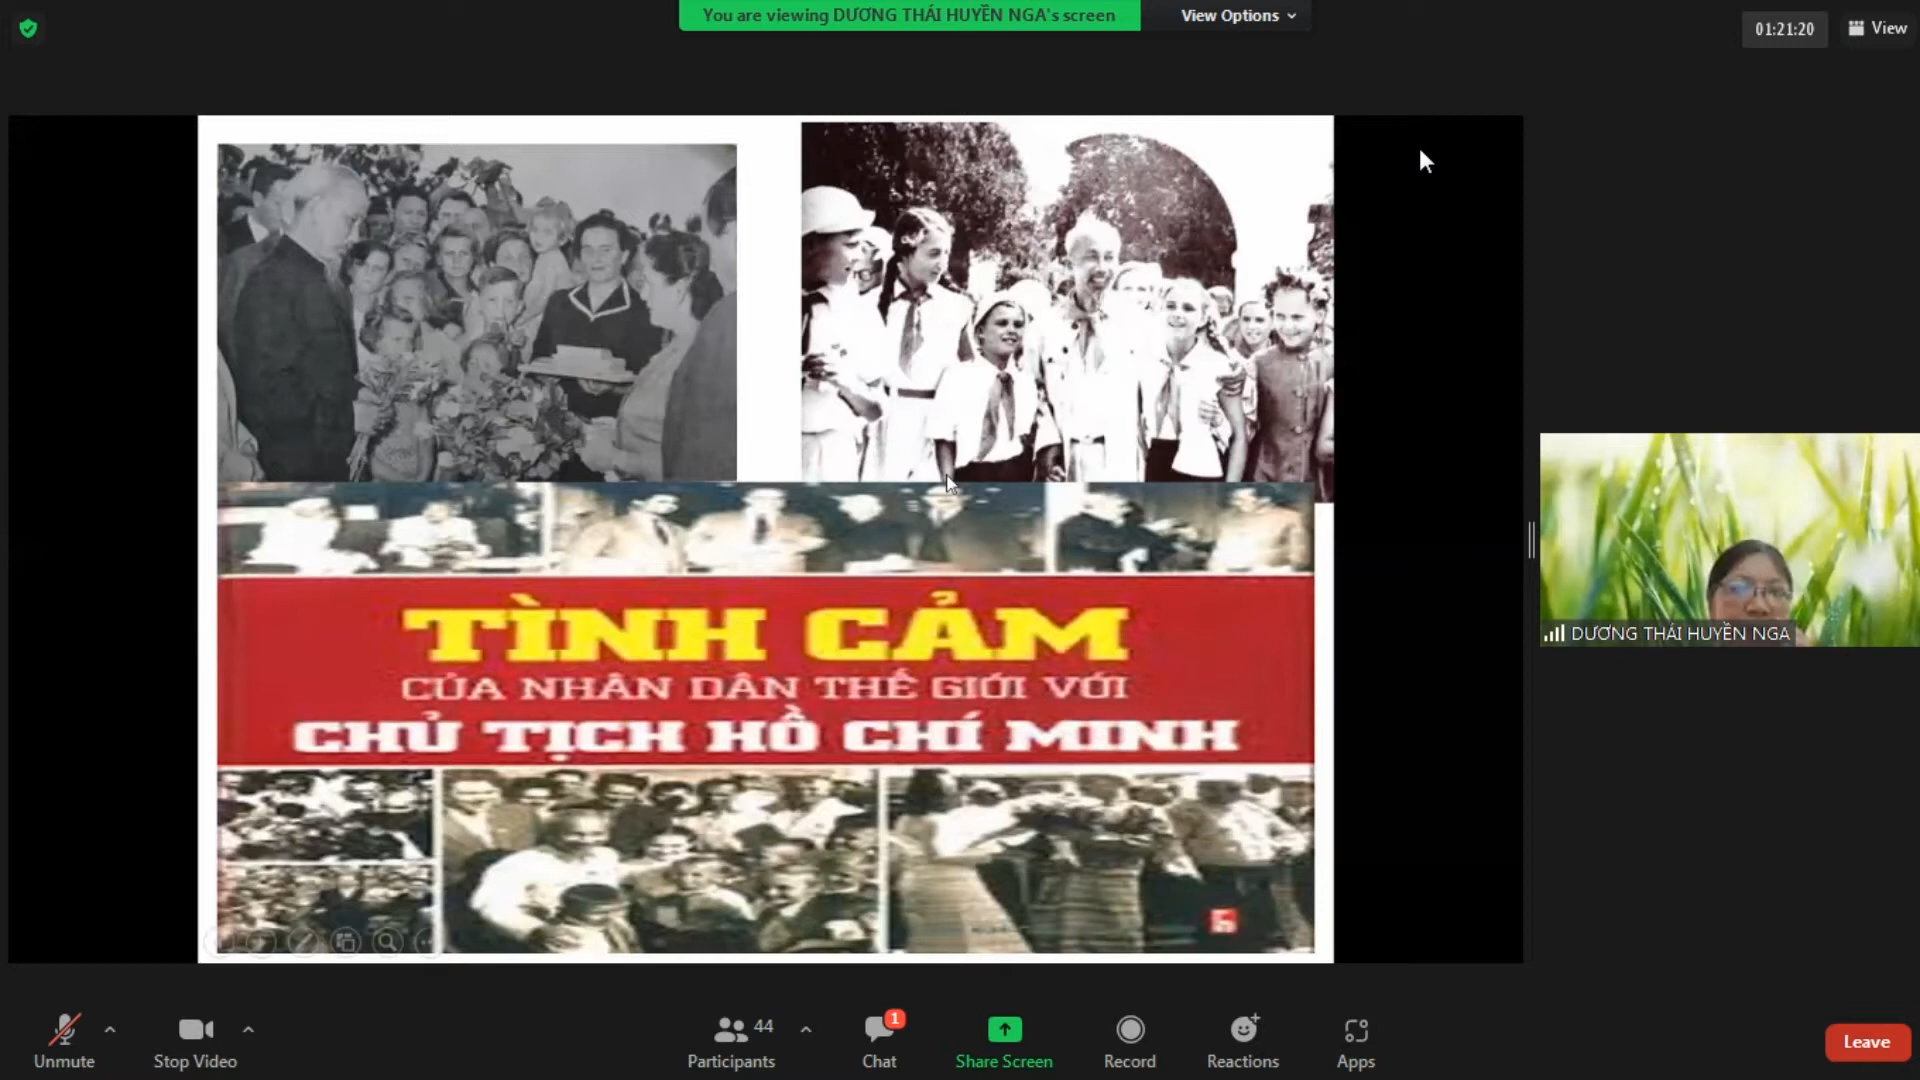 You are viewing DƯƠNG THÁI HUYỀN NGA's screen
View Options
01:21:20
View
TÌNH CẢM
CỦA NHÂN DÂN THẾ GIỚI VỚI
CHỦ TỊCH HỒ CHÍ MINH
DƯƠNG THÁI HUYỀN NGA
Unmute
Stop Video
44
Participants
1
Chat
Share Screen
Record
Reactions
Apps
Leave